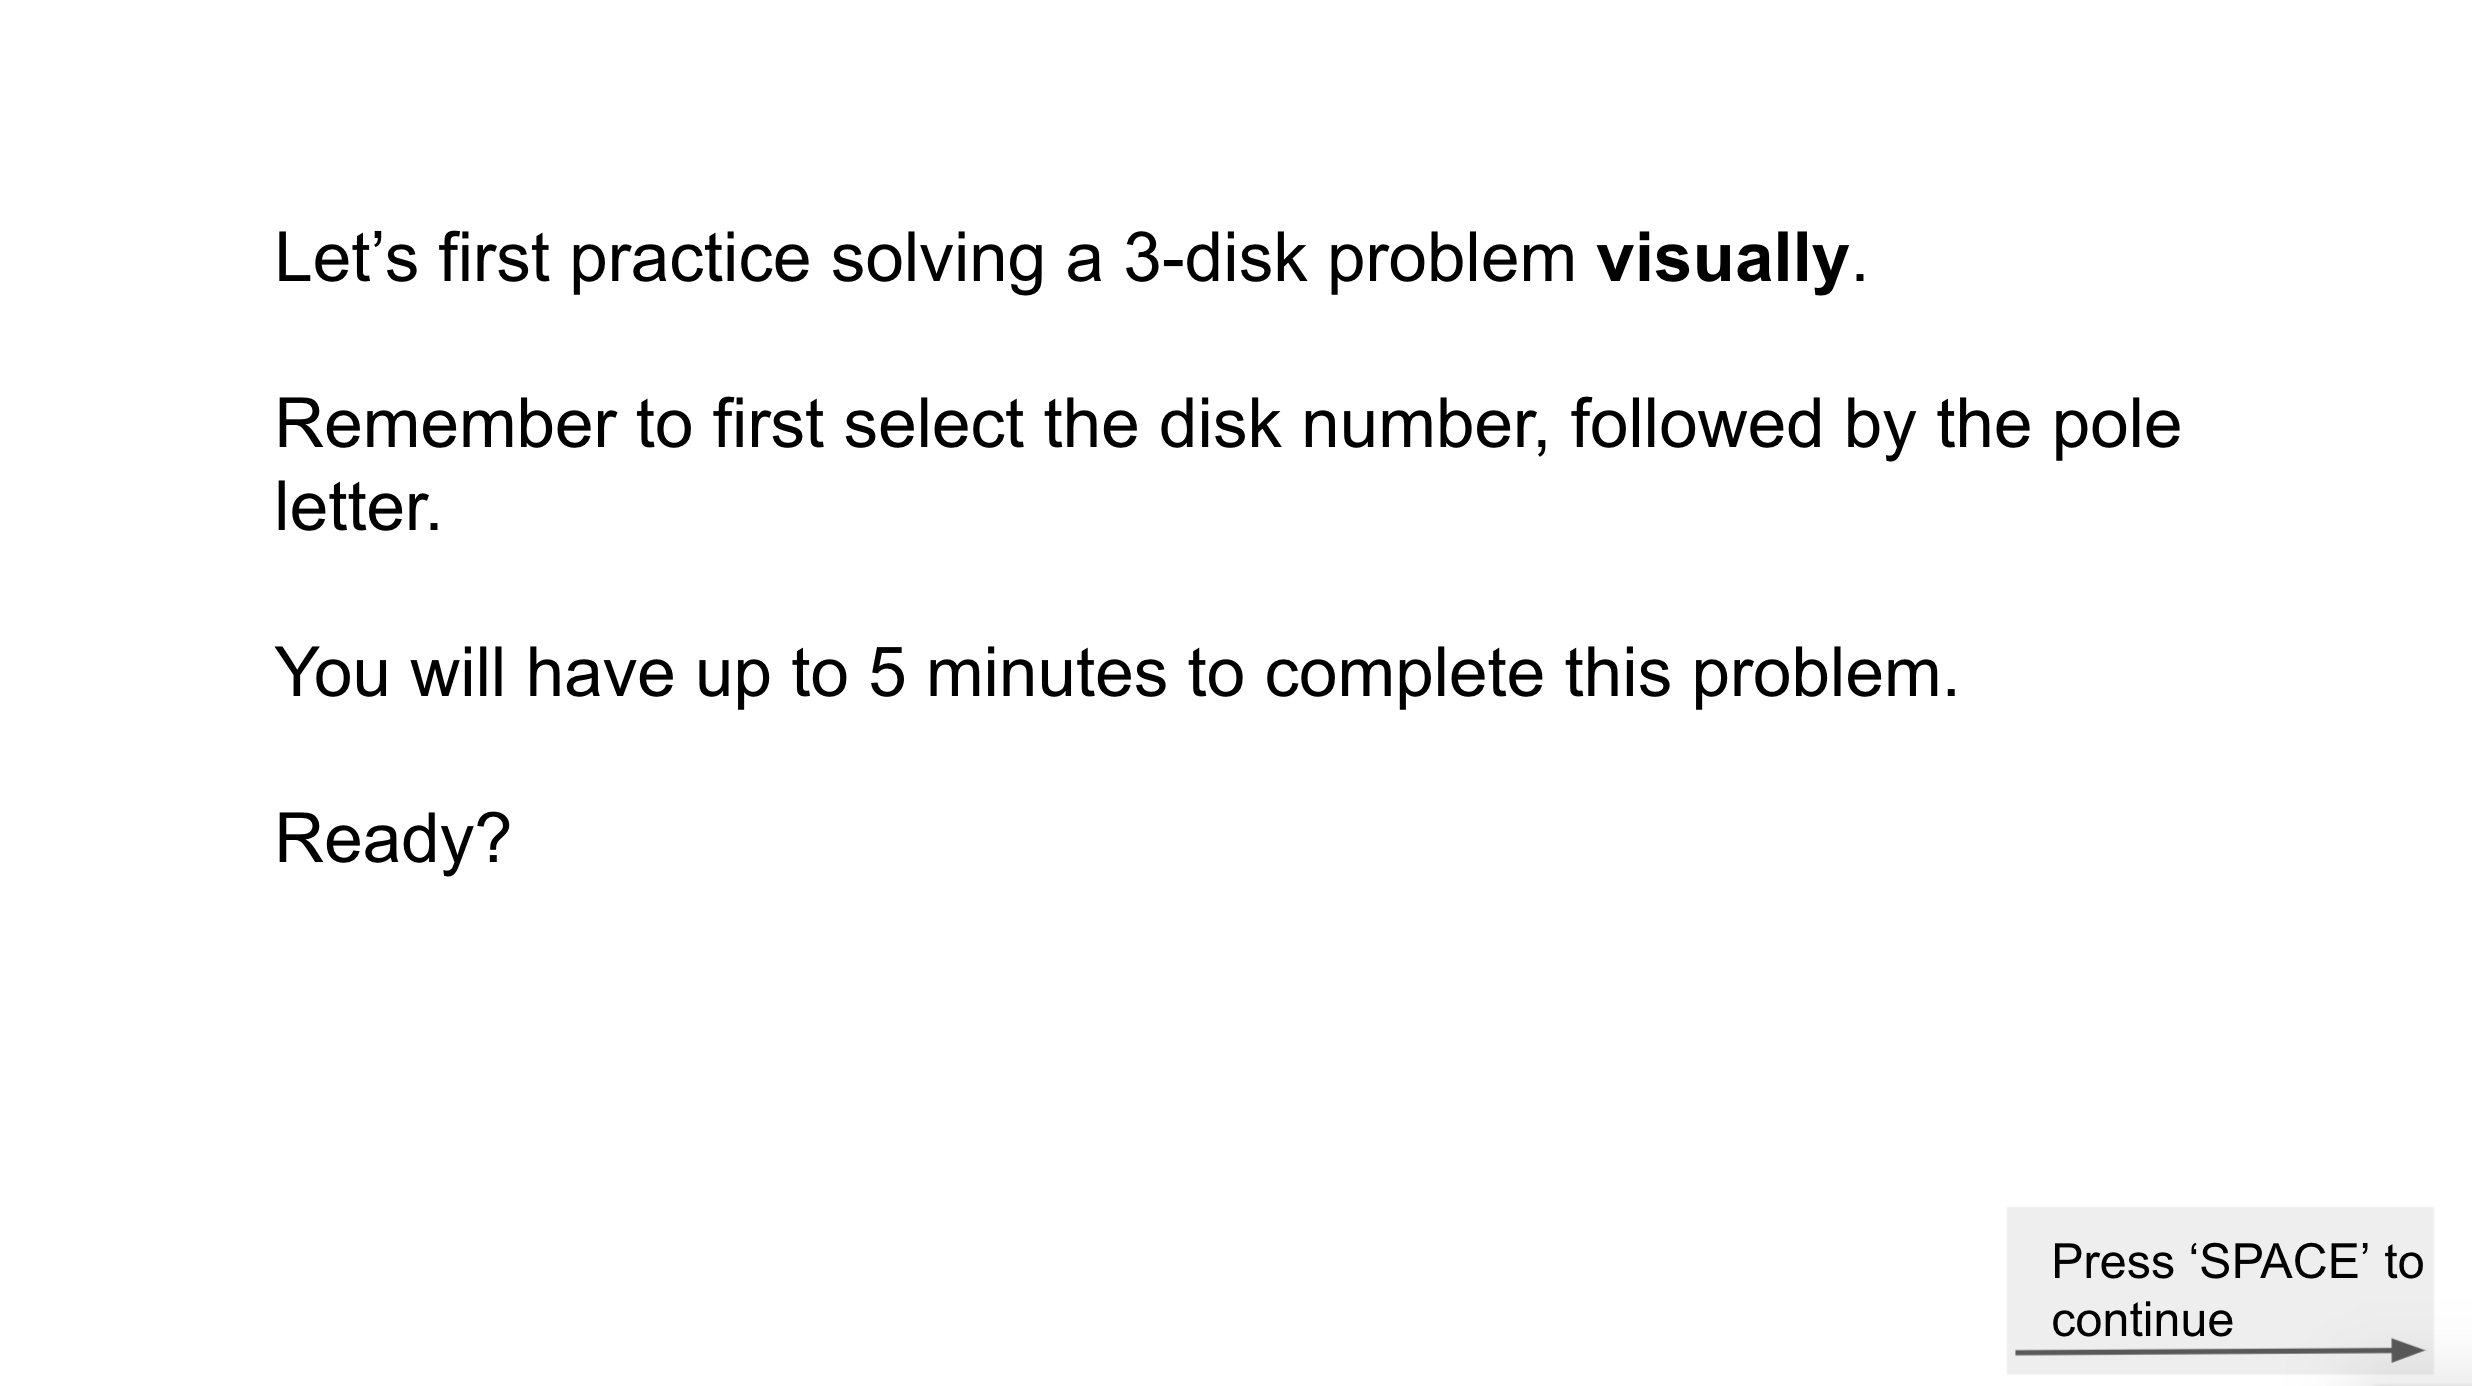 Let’s first practice solving a 3-disk problem visually.
Remember to first select the disk number, followed by the pole
letter.
You will have up to 5 minutes to complete this problem.
Ready?
Press ‘SPACE’ to
continue